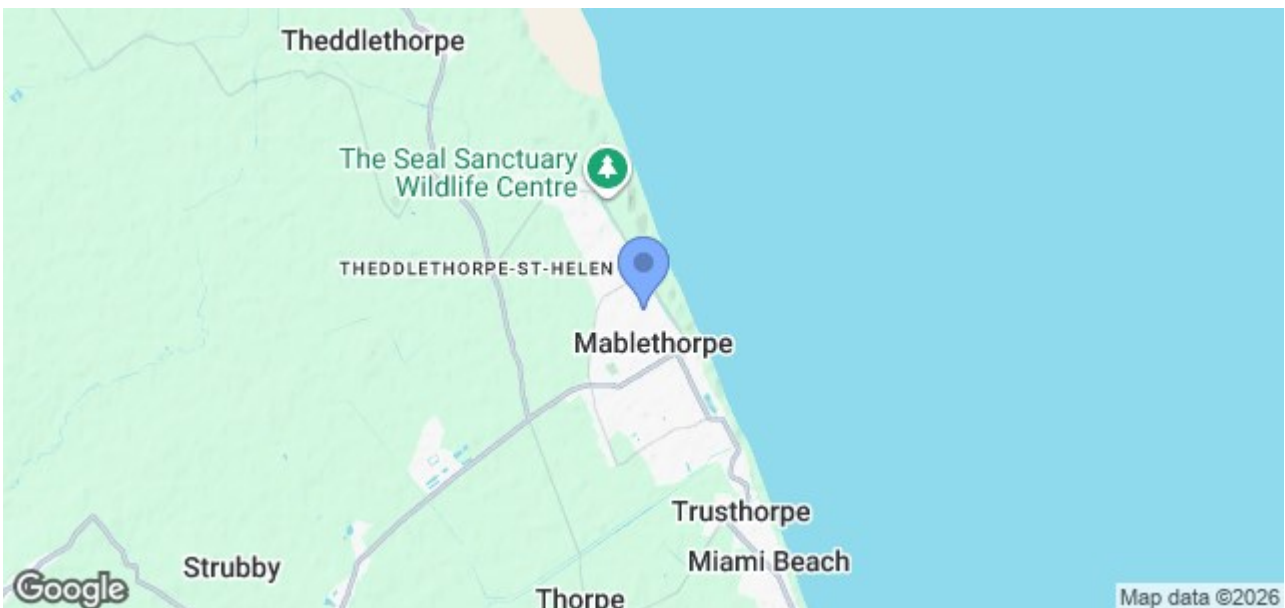 Theddlethorpe
The Seal Sanctuary
Wildlife Centre
THEDDLETHORPE-ST-HELEN
Mablethorpe
Trusthorpe
Miami Beach
Strubby
Thorpe
Google
Map data ©2026